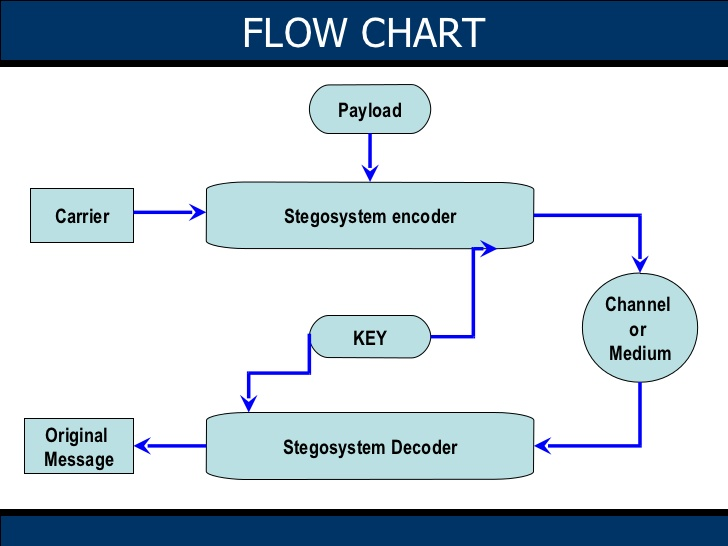 FLOW CHART
Payload
Carrier
Stegosystem encoder
Channel
or
Medium
KEY
Original
Message
Stegosystem Decoder